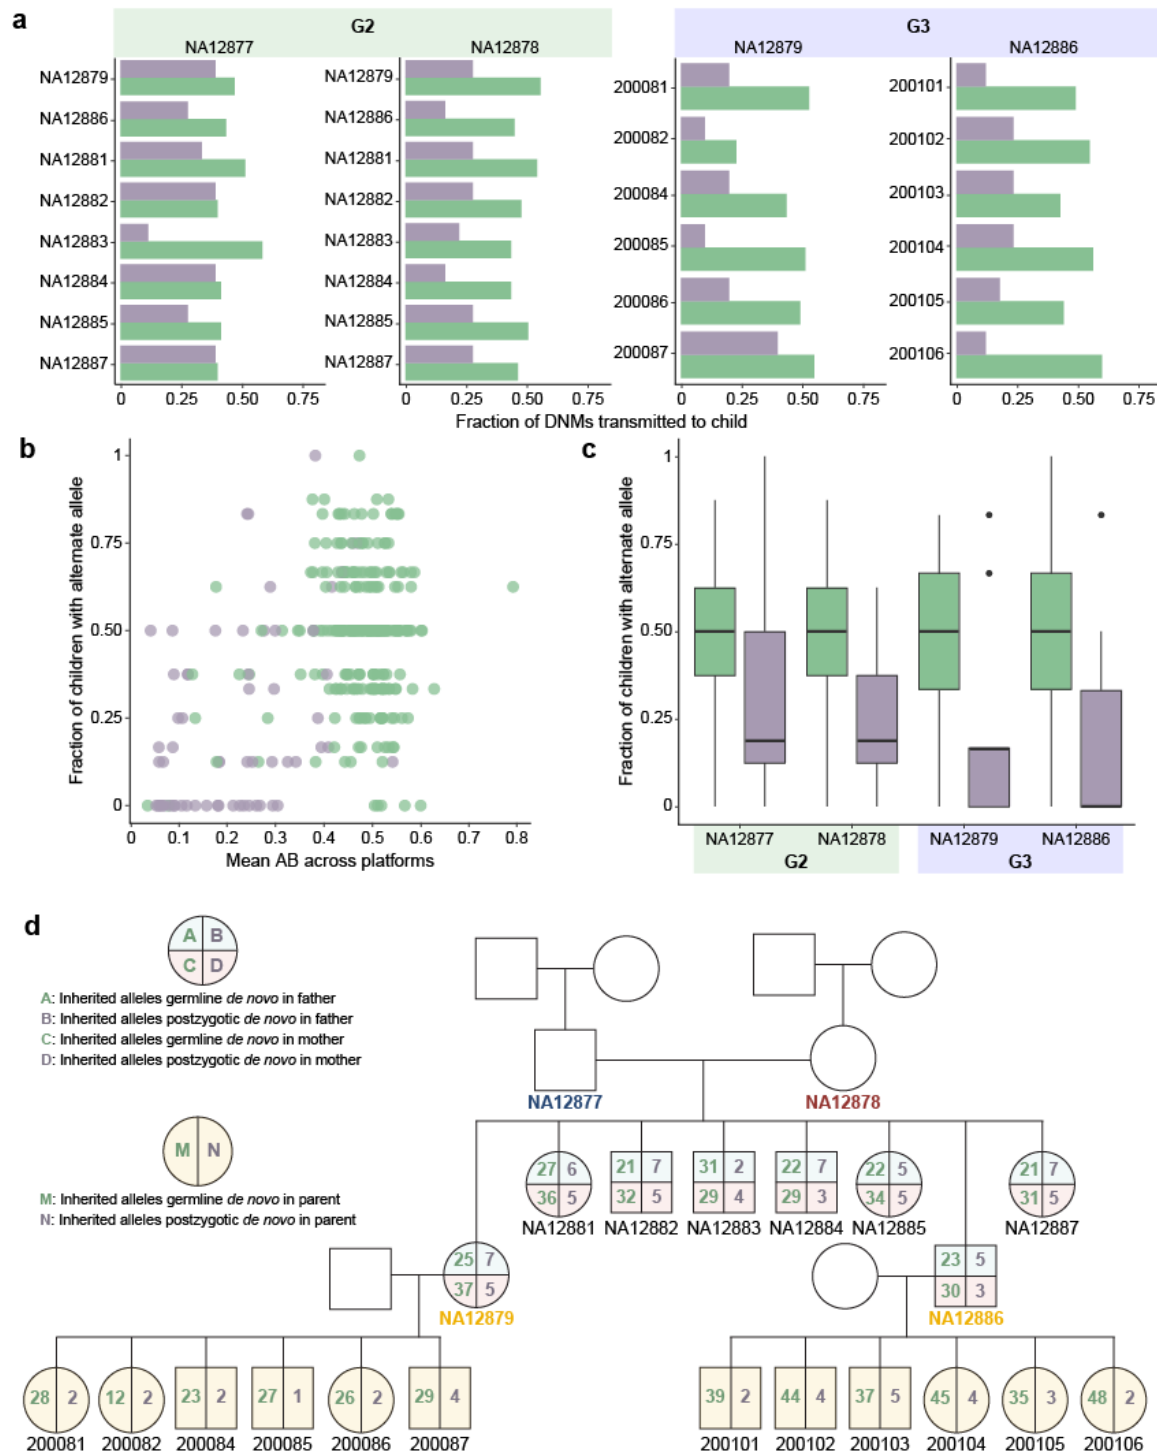 a
G2
G3
NA12877
NA12878
NA12879
NA12886
NA12879
NA12886
NA12881
NA12882
NA12883
NA12884
NA12885
NA12887
0 0.25 0.50 0.75
NA12879
NA12886
NA12881
NA12882
NA12883
NA12884
NA12885
NA12887
0 0.25 0.50 0.75
200081
200082
200084
200085
200086
200087
0 0.25 0.50 0.75
200101
200102
200103
200104
200105
200106
0 0.25 0.50 0.75
Fraction of DNMs transmitted to child
b
Fraction of children with alternate allele
1
0.75
0.50
0.25
0
0 0.1 0.2 0.3 0.4 0.5 0.6 0.7 0.8
Mean AB across platforms
c
Fraction of children with alternate allele
1
0.75
0.50
0.25
0
NA12877 NA12878 NA12879 NA12886
G2 G3
d
A B
C D
A: Inherited alleles germline de novo in father
B: Inherited alleles postzygotic de novo in father
C: Inherited alleles germline de novo in mother
D: Inherited alleles postzygotic de novo in mother
M N
M: Inherited alleles germline de novo in parent
N: Inherited alleles postzygotic de novo in parent
NA12877 NA12878
27 6 21 7 31 2 22 7 22 5 21 7
36 5 32 5 29 4 29 3 34 5 31 5
NA12881 NA12882 NA12883 NA12884 NA12885 NA12887
25 7 23 5
37 5 30 3
NA12879 NA12886
28 2 12 2 23 2 27 1 26 2 29 4 39 2 44 4 37 5 45 4 35 3 48 2
200081 200082 200084 200085 200086 200087 200101 200102 200103 200104 200105 200106